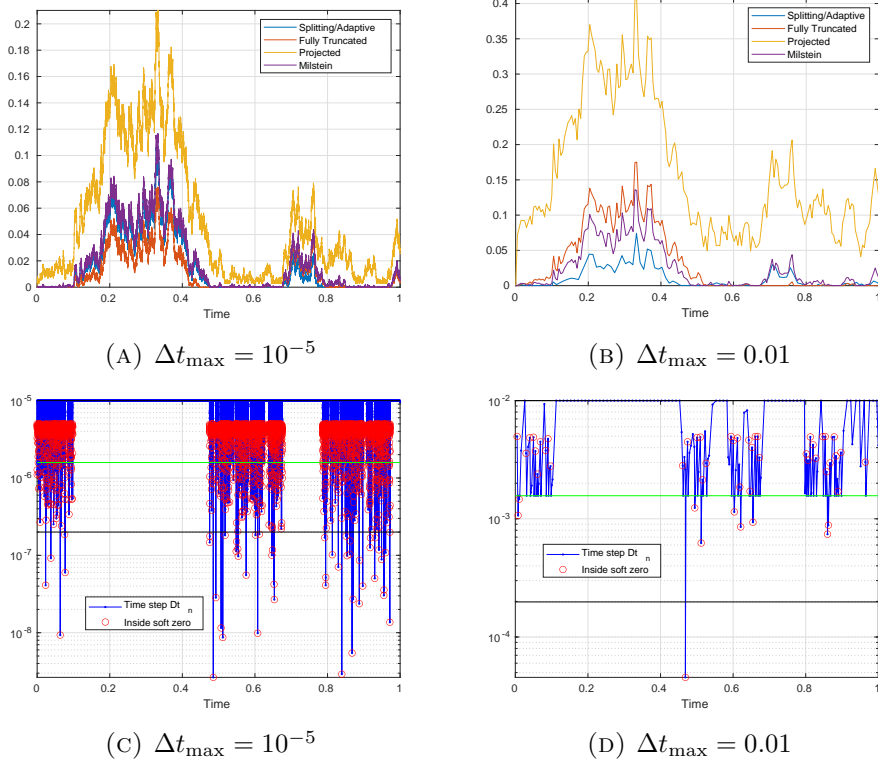 Splitting/Adaptive
Fully Truncated
Projected
Milstein
0.2
0.18
0.16
0.14
0.12
0.1
0.08
0.06
0.04
0.02
0
0 0.2 0.4 0.6 0.8 1
Time
(A) Δt_max = 10^−5
Splitting/Adaptive
Fully Truncated
Projected
Milstein
0.4
0.35
0.3
0.25
0.2
0.15
0.1
0.05
0
0 0.2 0.4 0.6 0.8 1
Time
(B) Δt_max = 0.01
10^-5
10^-6
10^-7
10^-8
Time step Dt_n
Inside soft zero
0 0.2 0.4 0.6 0.8 1
Time
(C) Δt_max = 10^−5
10^-2
10^-3
10^-4
Time step Dt_n
Inside soft zero
0 0.2 0.4 0.6 0.8 1
Time
(D) Δt_max = 0.01